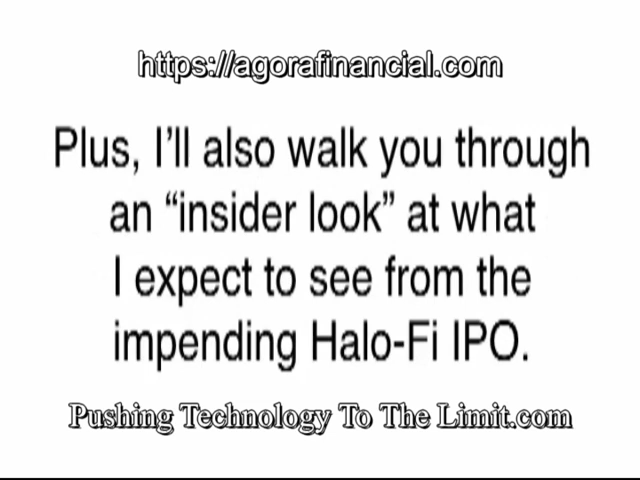 https://agorafinancial.com
Plus, I’ll also walk you through
an “insider look” at what
I expect to see from the
impending Halo-Fi IPO.
Pushing Technology To The Limit.com